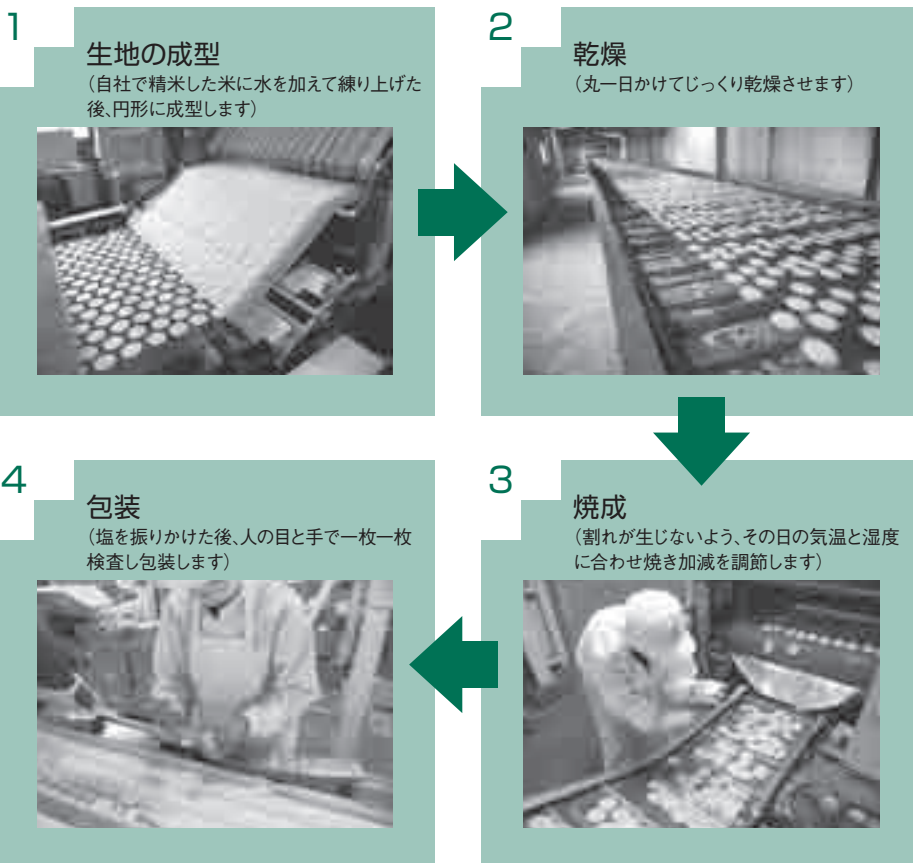 1
生地の成型
(自社で精米した米に水を加えて練り上げた
後、円形に成型します)
2
乾燥
(丸一日かけてじっくり乾燥させます)
3
焼成
(割れが生じないよう、その日の気温と湿度
に合わせ焼き加減を調節します)
4
包装
(塩を振りかけた後、人の目と手で一枚一枚
検査し包装します)